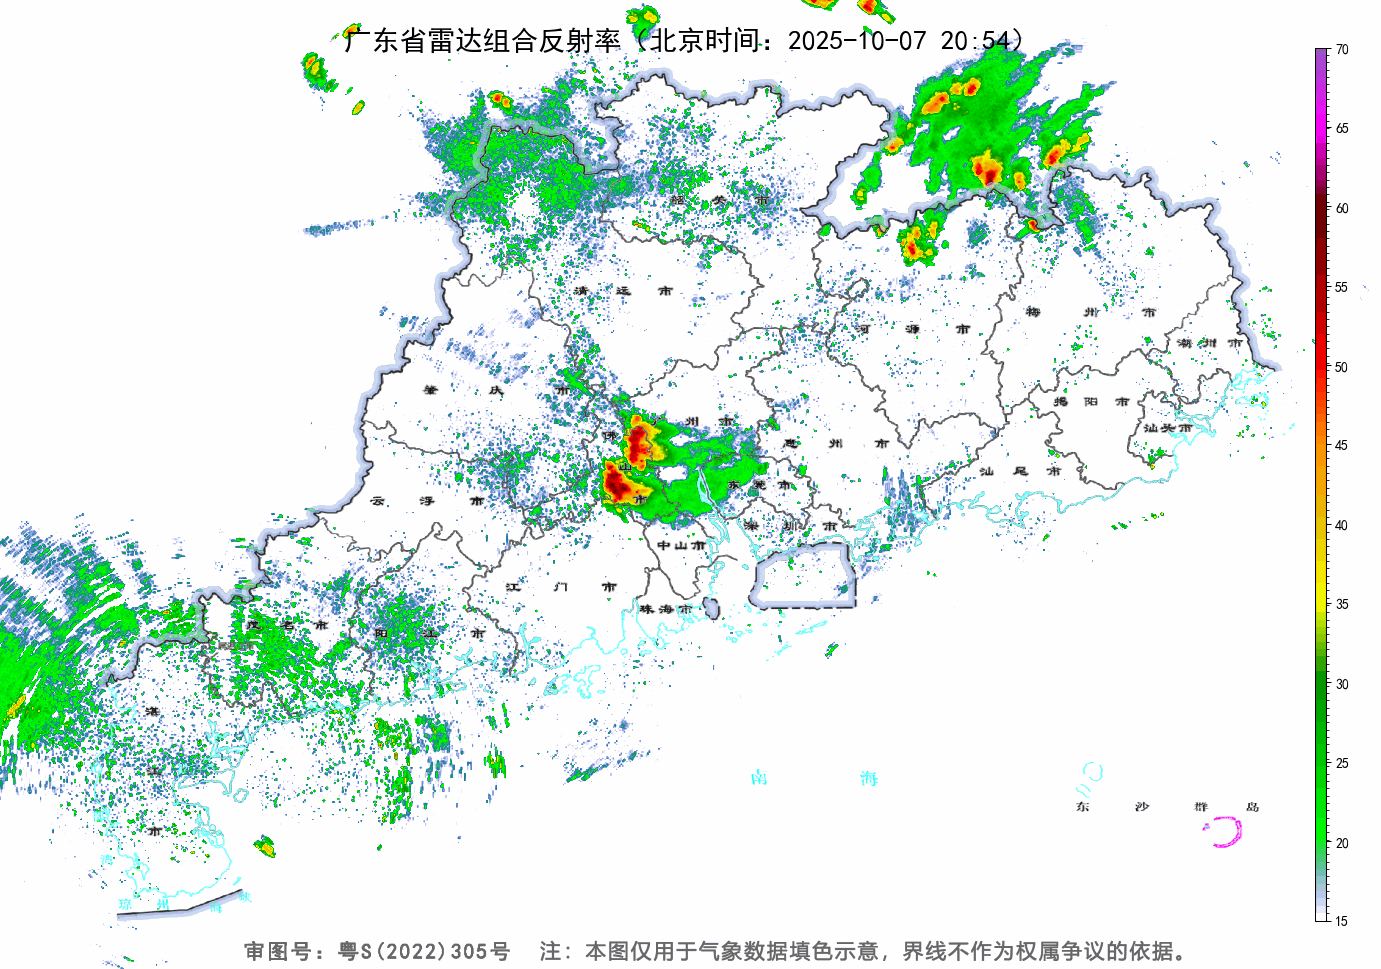 广东省雷达组合反射率（北京时间：2025-10-07 20:54）
70
65
60
55
50
45
40
35
30
25
20
15
韶关市
清远市
河源市
梅州市
潮州市
肇庆市
揭阳市
汕头市
州市
佛山市
惠州市
东莞市
汕尾市
云浮市
深圳市
中山市
江门市
珠海市
茂名市
阳江市
湛江市
南海
东沙群岛
琼州海峡
审图号：粤S(2022)305号 注：本图仅用于气象数据填色示意，界线不作为权属争议的依据。